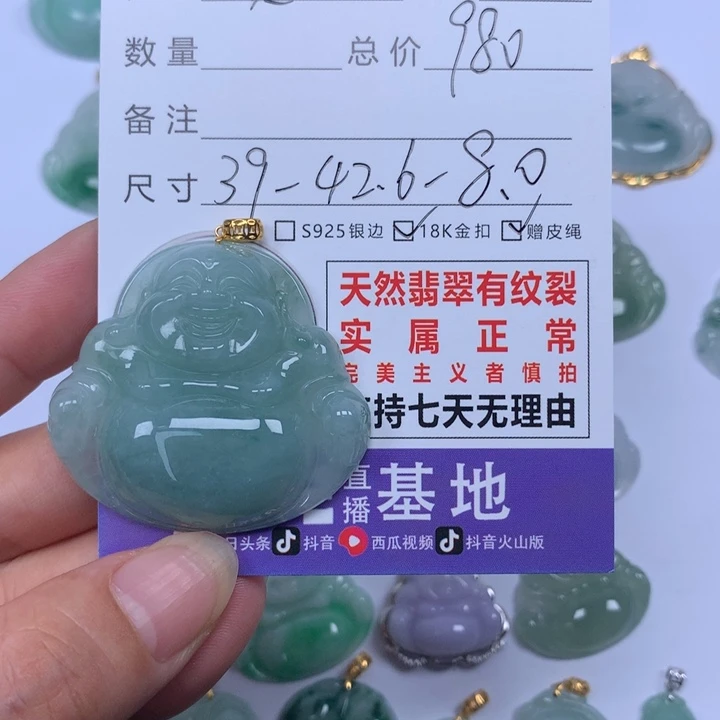 数量 总价 980
备注
尺寸 39-42.6-8.0
S925银边 18K金扣 赠皮绳
天然翡翠有纹裂
实属正常
完美主义者慎拍
持七天无理由
直播基地
日头条 抖音 西瓜视频 抖音火山版